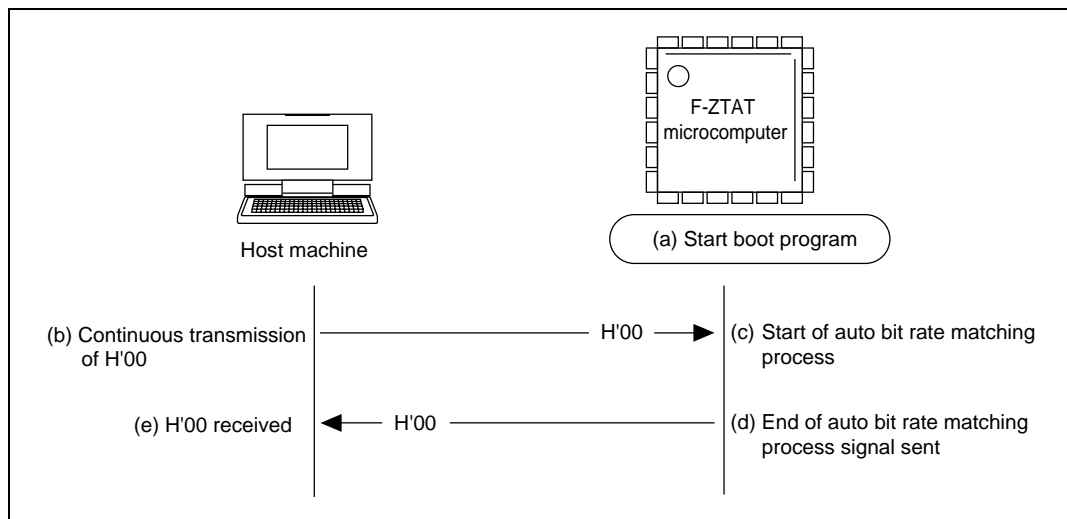 F-ZTAT
microcomputer
Host machine
(a) Start boot program
(b) Continuous transmission
of H'00
H'00
(c) Start of auto bit rate matching
process
(e) H'00 received
H'00
(d) End of auto bit rate matching
process signal sent